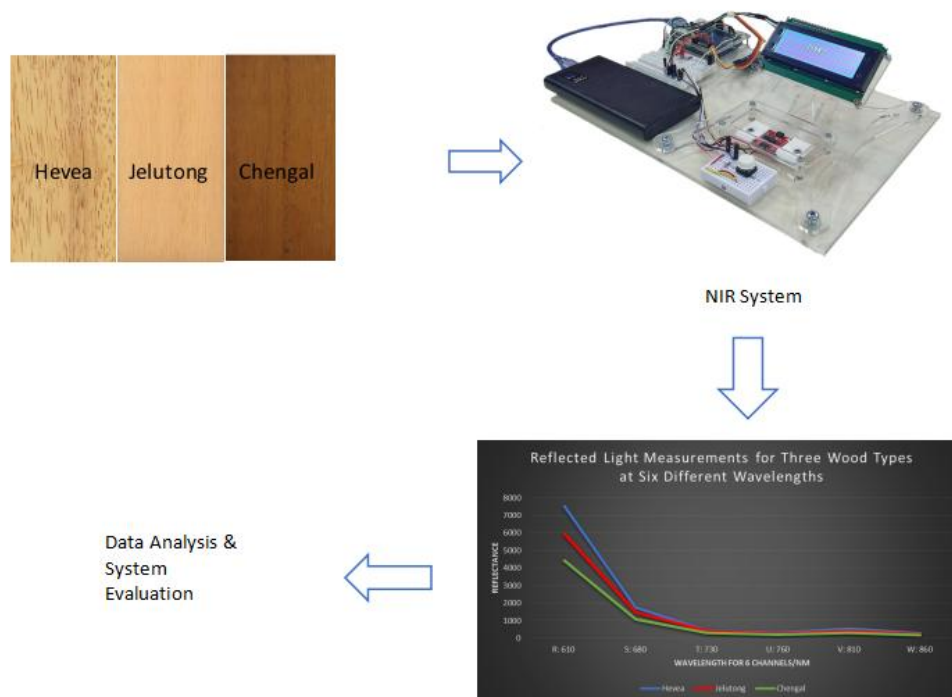 Hevea
Jelutong
Chengal
NIR System
Reflected Light Measurements for Three Wood Types
at Six Different Wavelengths
8000
7000
6000
5000
4000
3000
2000
1000
0
REFLECTANCE
R: 610
S: 680
T: 730
U: 760
V: 810
W: 860
WAVELENGTH FOR 6 CHANNELS/NM
Hevea
Jelutong
Chengal
Data Analysis &
System
Evaluation